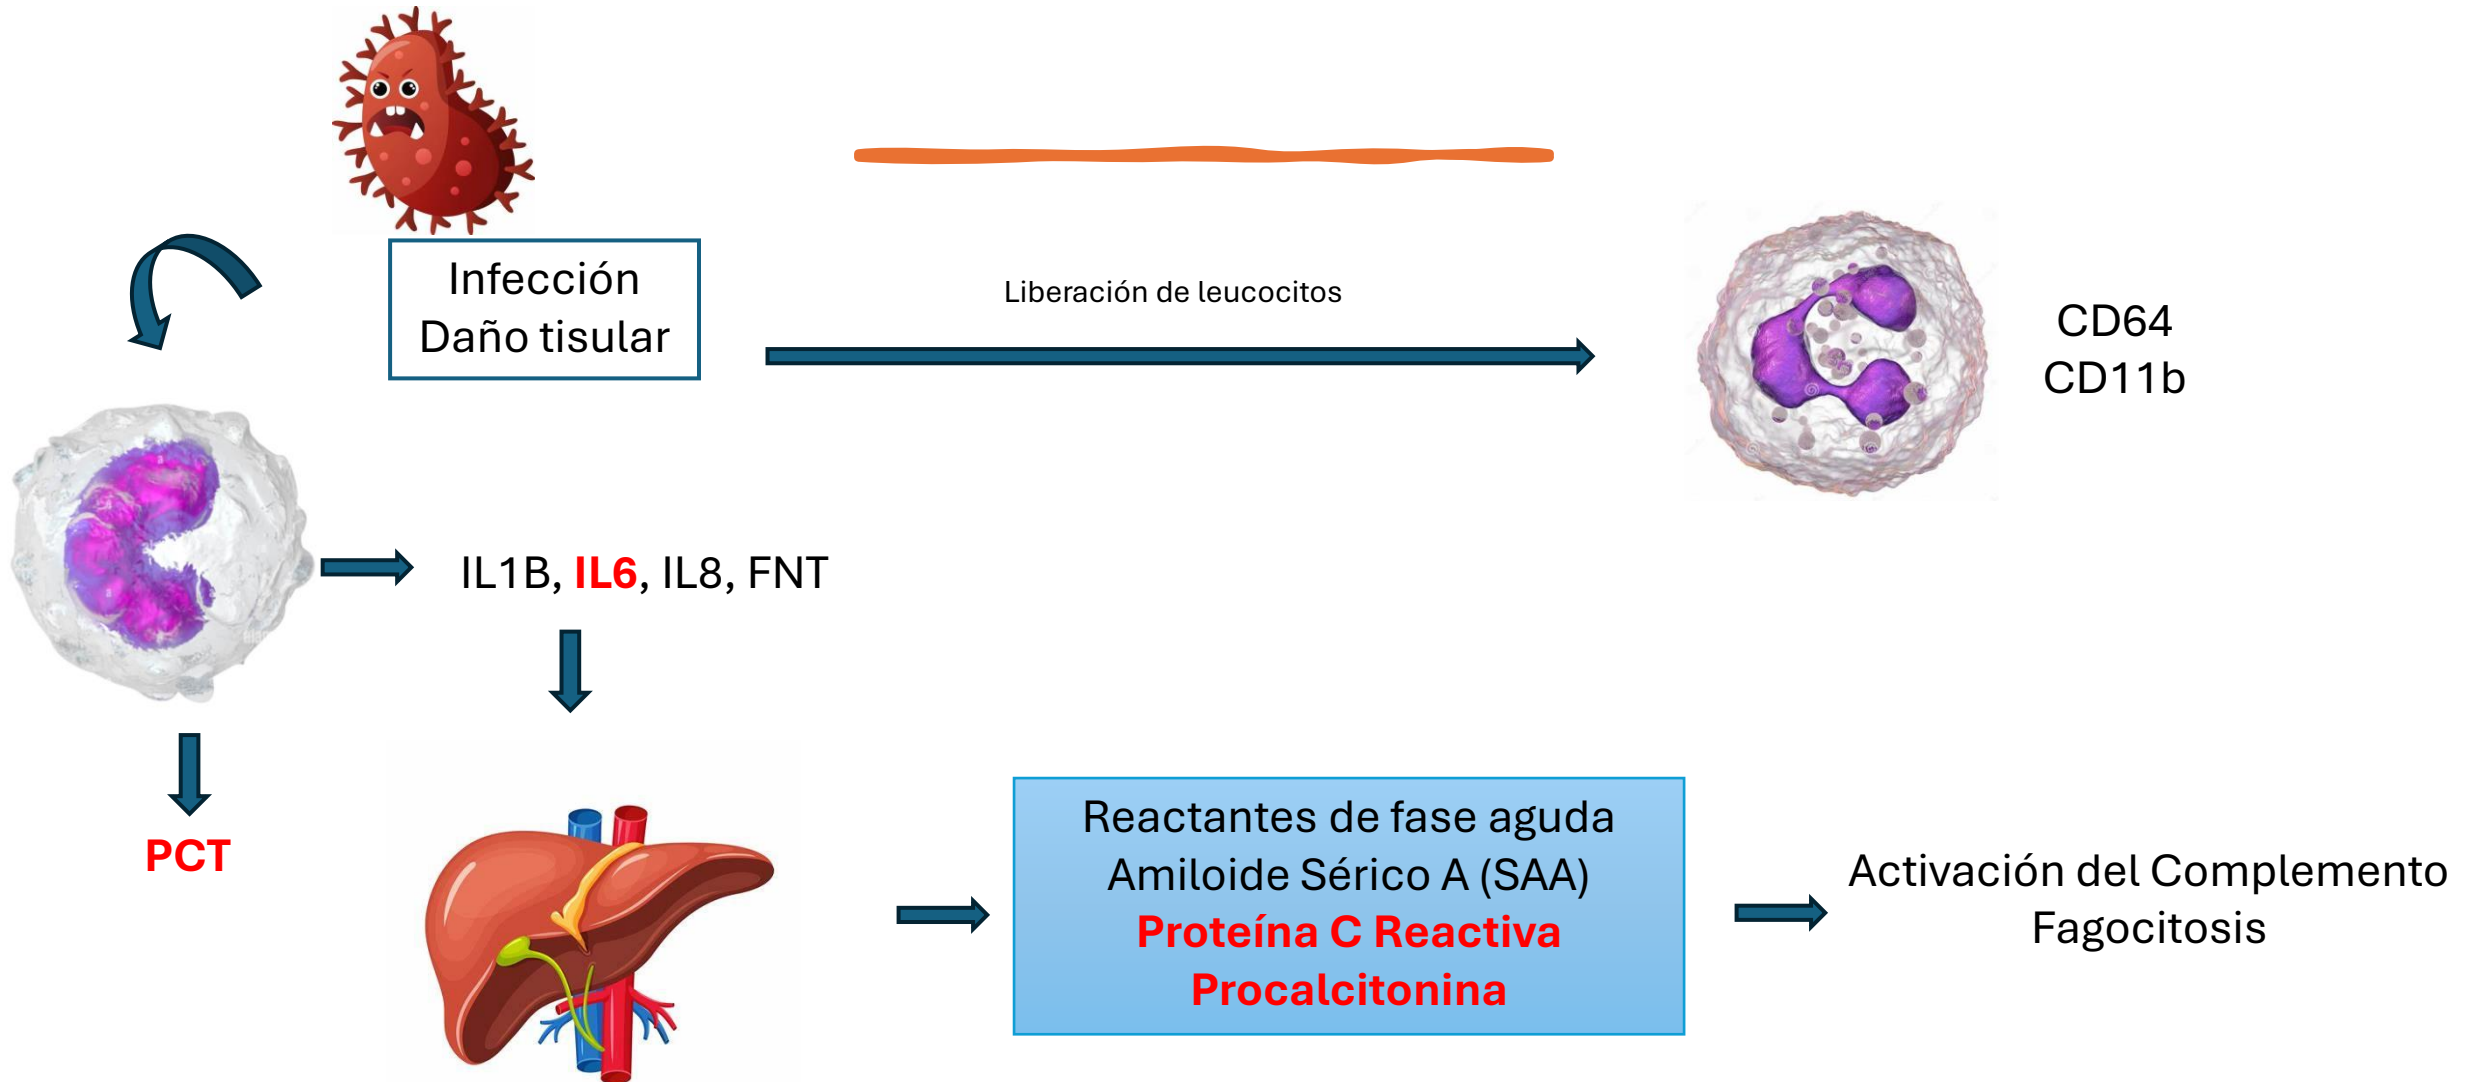 Infección
Daño tisular
Liberación de leucocitos
CD64
CD11b
IL1B, IL6, IL8, FNT
PCT
Reactantes de fase aguda
Amiloide Sérico A (SAA)
Proteína C Reactiva
Procalcitonina
Activación del Complemento
Fagocitosis